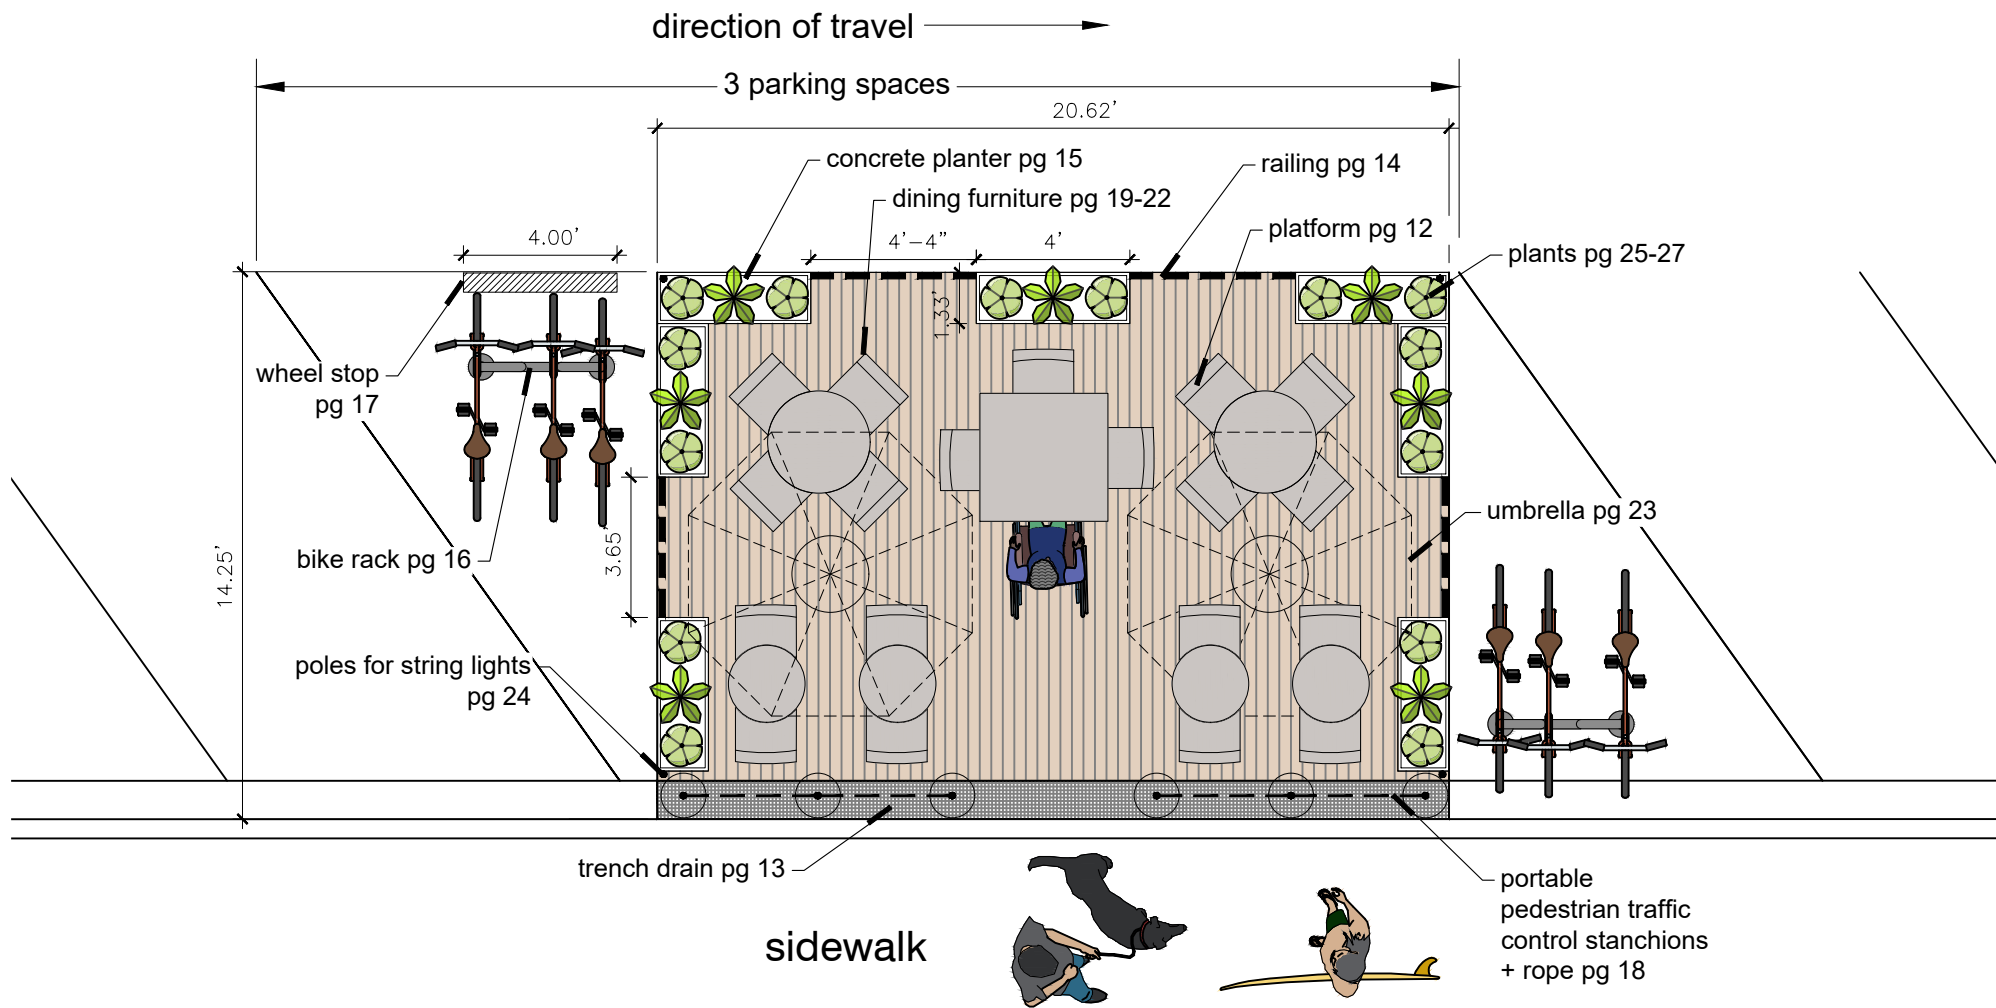 direction of travel
3 parking spaces
20.62’
concrete planter pg 15
railing pg 14
dining furniture pg 19-22
platform pg 12
4.00’
4’–4”
4’
plants pg 25-27
1.33’
wheel stop
pg 17
umbrella pg 23
bike rack pg 16
3.65’
14.25’
poles for string lights
pg 24
trench drain pg 13
portable
pedestrian traffic
control stanchions
+ rope pg 18
sidewalk